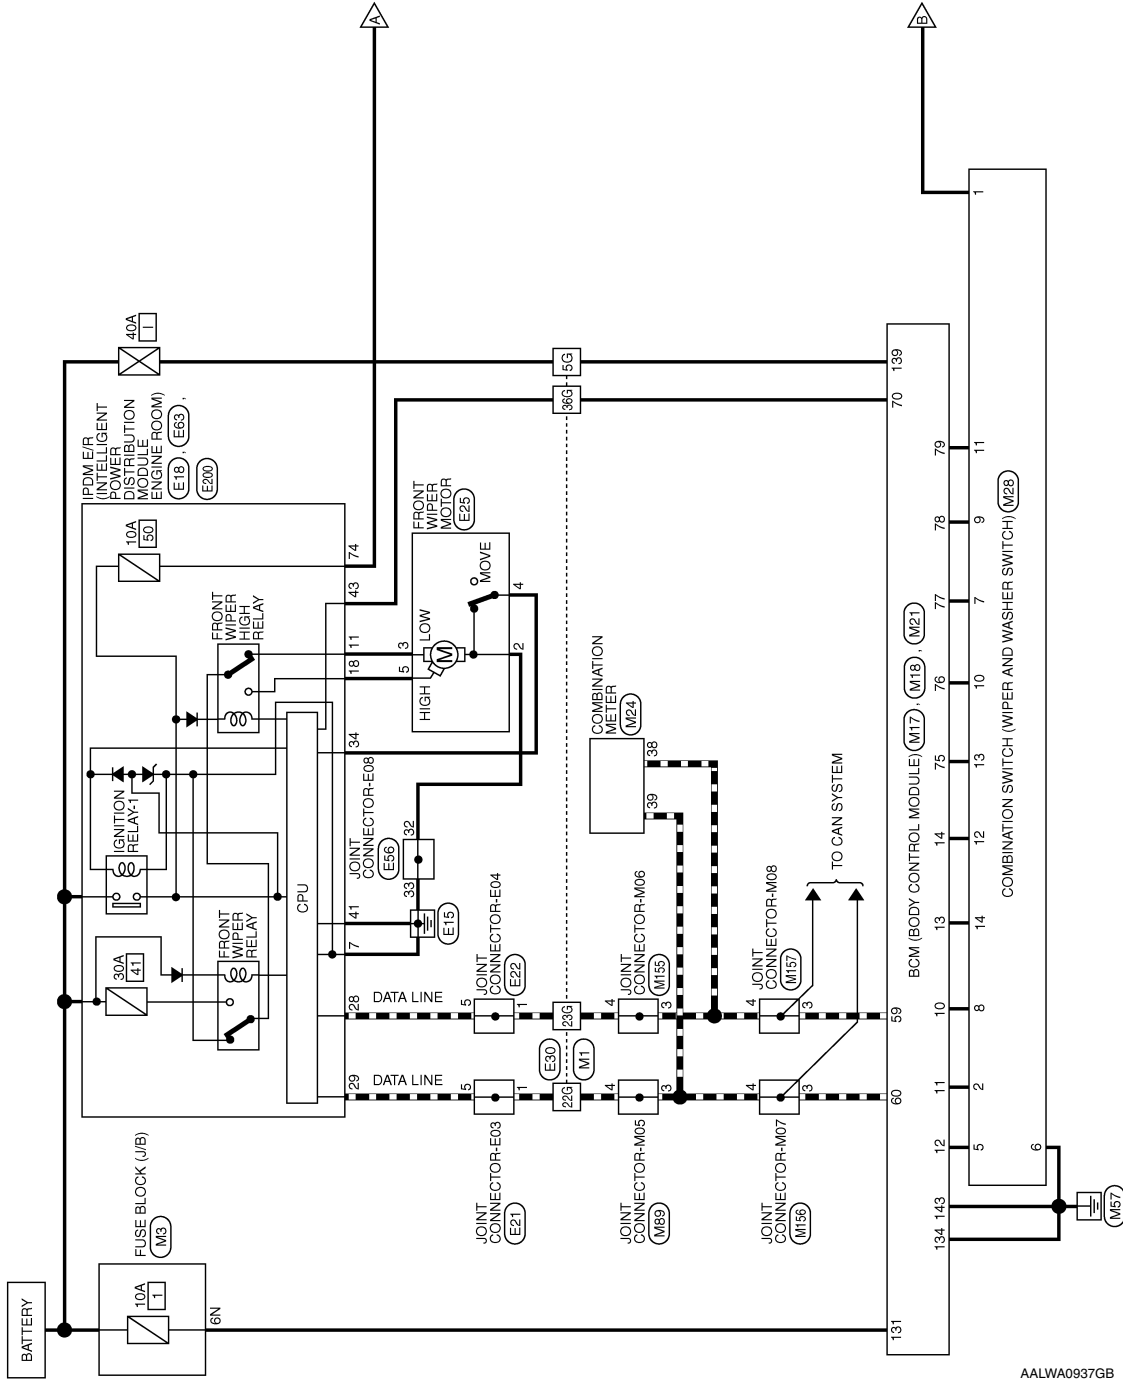 BATTERY
10A
1
FUSE BLOCK (J/B)
M3
6N
30A
41
FRONT
WIPER
RELAY
IGNITION
RELAY-1
CPU
FRONT
WIPER
HIGH
RELAY
10A
50
IPDM E/R
(INTELLIGENT
POWER
DISTRIBUTION
MODULE
ENGINE ROOM)
E18 , E63 ,
E200
40A
I
A
B
29
28
7
41
34
18
11
43
74
DATA LINE
DATA LINE
JOINT
CONNECTOR-E08
E56
33
32
E15
FRONT
WIPER
MOTOR
E25
5
3
HIGH
LOW
M
MOVE
2
4
JOINT
CONNECTOR-E03
E21
5
1
JOINT
CONNECTOR-E04
E22
5
1
22G
E30
M1
23G
36G
5G
JOINT
CONNECTOR-M05
M89
4
3
JOINT
CONNECTOR-M06
M155
4
3
COMBINATION
METER
M24
39
38
JOINT
CONNECTOR-M07
M156
4
3
JOINT
CONNECTOR-M08
M157
4
3
TO CAN SYSTEM
131
60
59
70
139
BCM (BODY CONTROL MODULE) M17 , M18 , M21
134
143
12
11
10
13
14
75
76
77
78
79
5
2
8
14
12
13
10
7
9
11
1
COMBINATION SWITCH (WIPER AND WASHER SWITCH) M28
6
M57
AALWA0937GB